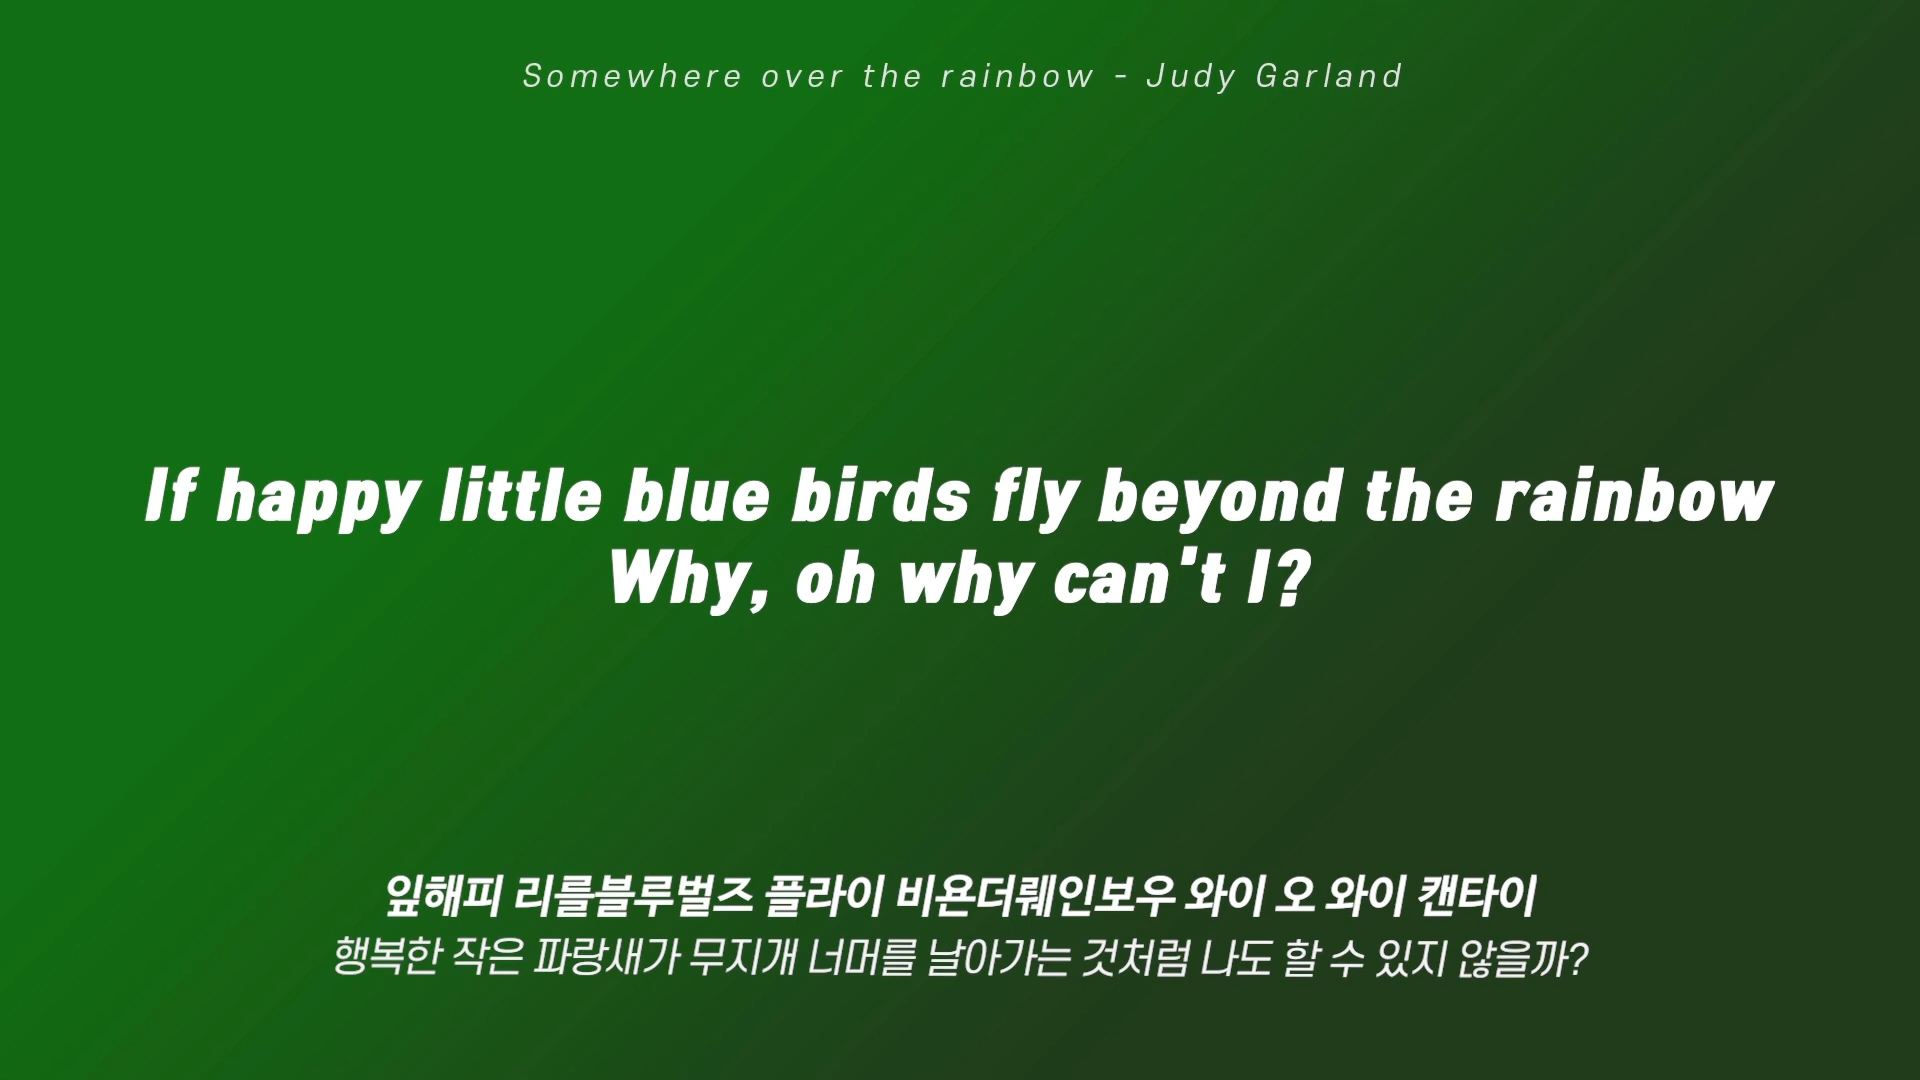 Somewhere over the rainbow - Judy Garland
If happy little blue birds fly beyond the rainbow
Why, oh why can't I?
잎해피 리를블루벌즈 플라이 비욘더뤠인보우 와이 오 와이 캔타이
행복한 작은 파랑새가 무지개 너머를 날아가는 것처럼 나도 할 수 있지 않을까?